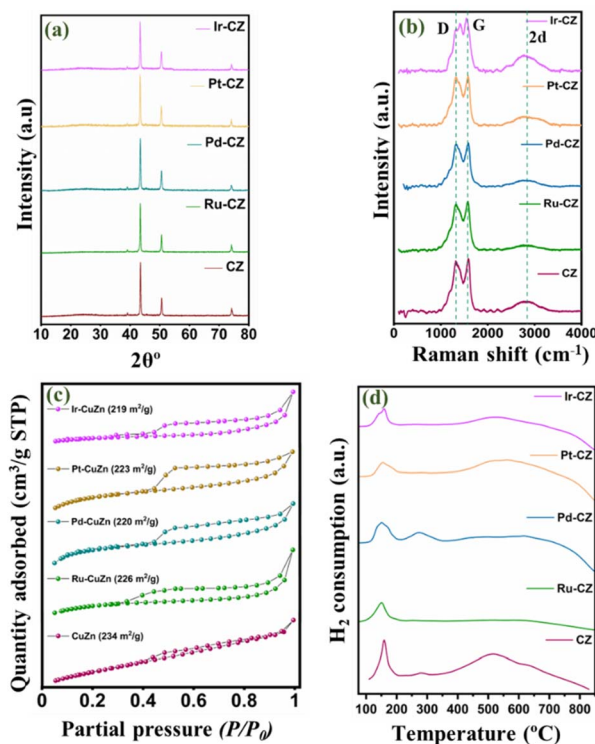 (a)
Ir-CZ
Pt-CZ
Pd-CZ
Ru-CZ
CZ
Intensity (a.u)
10 20 30 40 50 60 70 80
2θº
(b)
D G 2d
Ir-CZ
Pt-CZ
Pd-CZ
Ru-CZ
CZ
Intensity (a.u.)
0 1000 2000 3000 4000
Raman shift (cm-1)
(c)
Ir-CuZn (219 m²/g)
Pt-CuZn (223 m²/g)
Pd-CuZn (220 m²/g)
Ru-CuZn (226 m²/g)
CuZn (234 m²/g)
Quantity adsorbed (cm³/g STP)
0 0.2 0.4 0.6 0.8 1
Partial pressure (P/P₀)
(d)
Ir-CZ
Pt-CZ
Pd-CZ
Ru-CZ
CZ
H₂ consumption (a.u.)
100 200 300 400 500 600 700 800
Temperature (ºC)